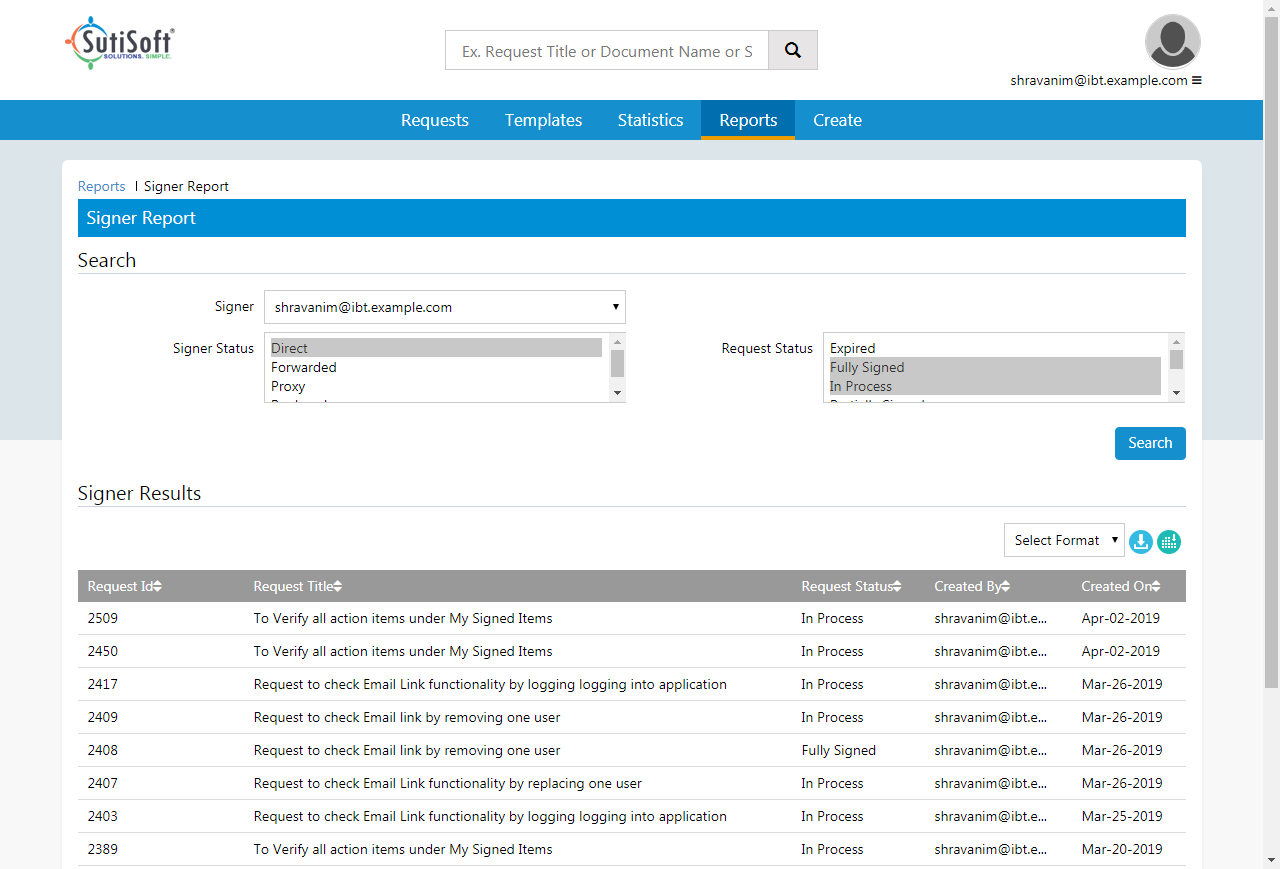 SutiSoft®
SOLUTIONS. SIMPLE.
Ex. Request Title or Document Name or S
shravanim@ibt.example.com
Requests Templates Statistics Reports Create
Reports | Signer Report
Signer Report
Search
Signer shravanim@ibt.example.com
Signer Status Direct
Forwarded
Proxy
Request Status Expired
Fully Signed
In Process
Search
Signer Results
Select Format
Request Id Request Title Request Status Created By Created On
2509 To Verify all action items under My Signed Items In Process shravanim@ibt.e... Apr-02-2019
2450 To Verify all action items under My Signed Items In Process shravanim@ibt.e... Apr-02-2019
2417 Request to check Email Link functionality by logging logging into application In Process shravanim@ibt.e... Mar-26-2019
2409 Request to check Email link by removing one user In Process shravanim@ibt.e... Mar-26-2019
2408 Request to check Email link by removing one user Fully Signed shravanim@ibt.e... Mar-26-2019
2407 Request to check Email Link functionality by replacing one user In Process shravanim@ibt.e... Mar-26-2019
2403 Request to check Email Link functionality by logging logging into application In Process shravanim@ibt.e... Mar-25-2019
2389 To Verify all action items under My Signed Items In Process shravanim@ibt.e... Mar-20-2019